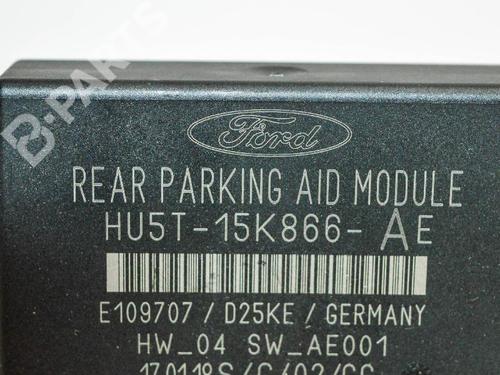 B-PARTS
Ford
REAR PARKING AID MODULE
HU5T-15K866-AE
E109707 / D25KE / GERMANY
HW_04 SW_AE001